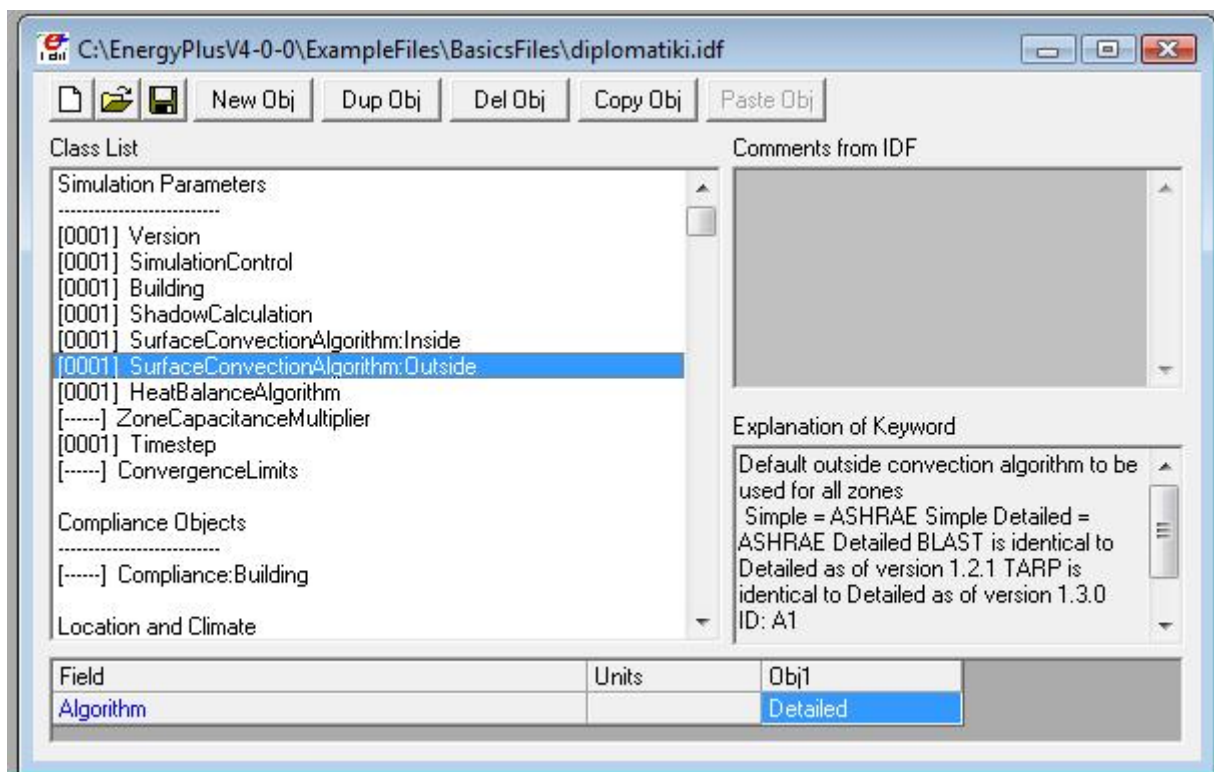 C:\EnergyPlusV4-0-0\ExampleFiles\BasicsFiles\diplomatiki.idf
New Obj Dup Obj Del Obj Copy Obj Paste Obj
Class List
Simulation Parameters
---------------------------
[0001] Version
[0001] SimulationControl
[0001] Building
[0001] ShadowCalculation
[0001] SurfaceConvectionAlgorithm:Inside
[0001] SurfaceConvectionAlgorithm:Outside
[0001] HeatBalanceAlgorithm
[------] ZoneCapacitanceMultiplier
[0001] Timestep
[------] ConvergenceLimits
Compliance Objects
---------------------------
[------] Compliance:Building
Location and Climate
Comments from IDF
Explanation of Keyword
Default outside convection algorithm to be
used for all zones
Simple = ASHRAE Simple Detailed =
ASHRAE Detailed BLAST is identical to
Detailed as of version 1.2.1 TARP is
identical to Detailed as of version 1.3.0
ID: A1
Field Units Obj1
Algorithm Detailed